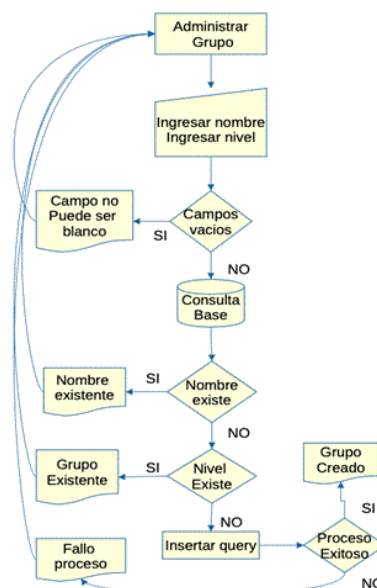 Administrar
Grupo
Ingresar nombre
Ingresar nivel
Campo no
Puede ser
blanco
SI
Campos
vacios
NO
Consulta
Base
Nombre
existente
SI
Nombre
existe
NO
Grupo
Existente
SI
Nivel
Existe
Grupo
Creado
NO
SI
Fallo
proceso
Insertar query
Proceso
Exitoso
NO